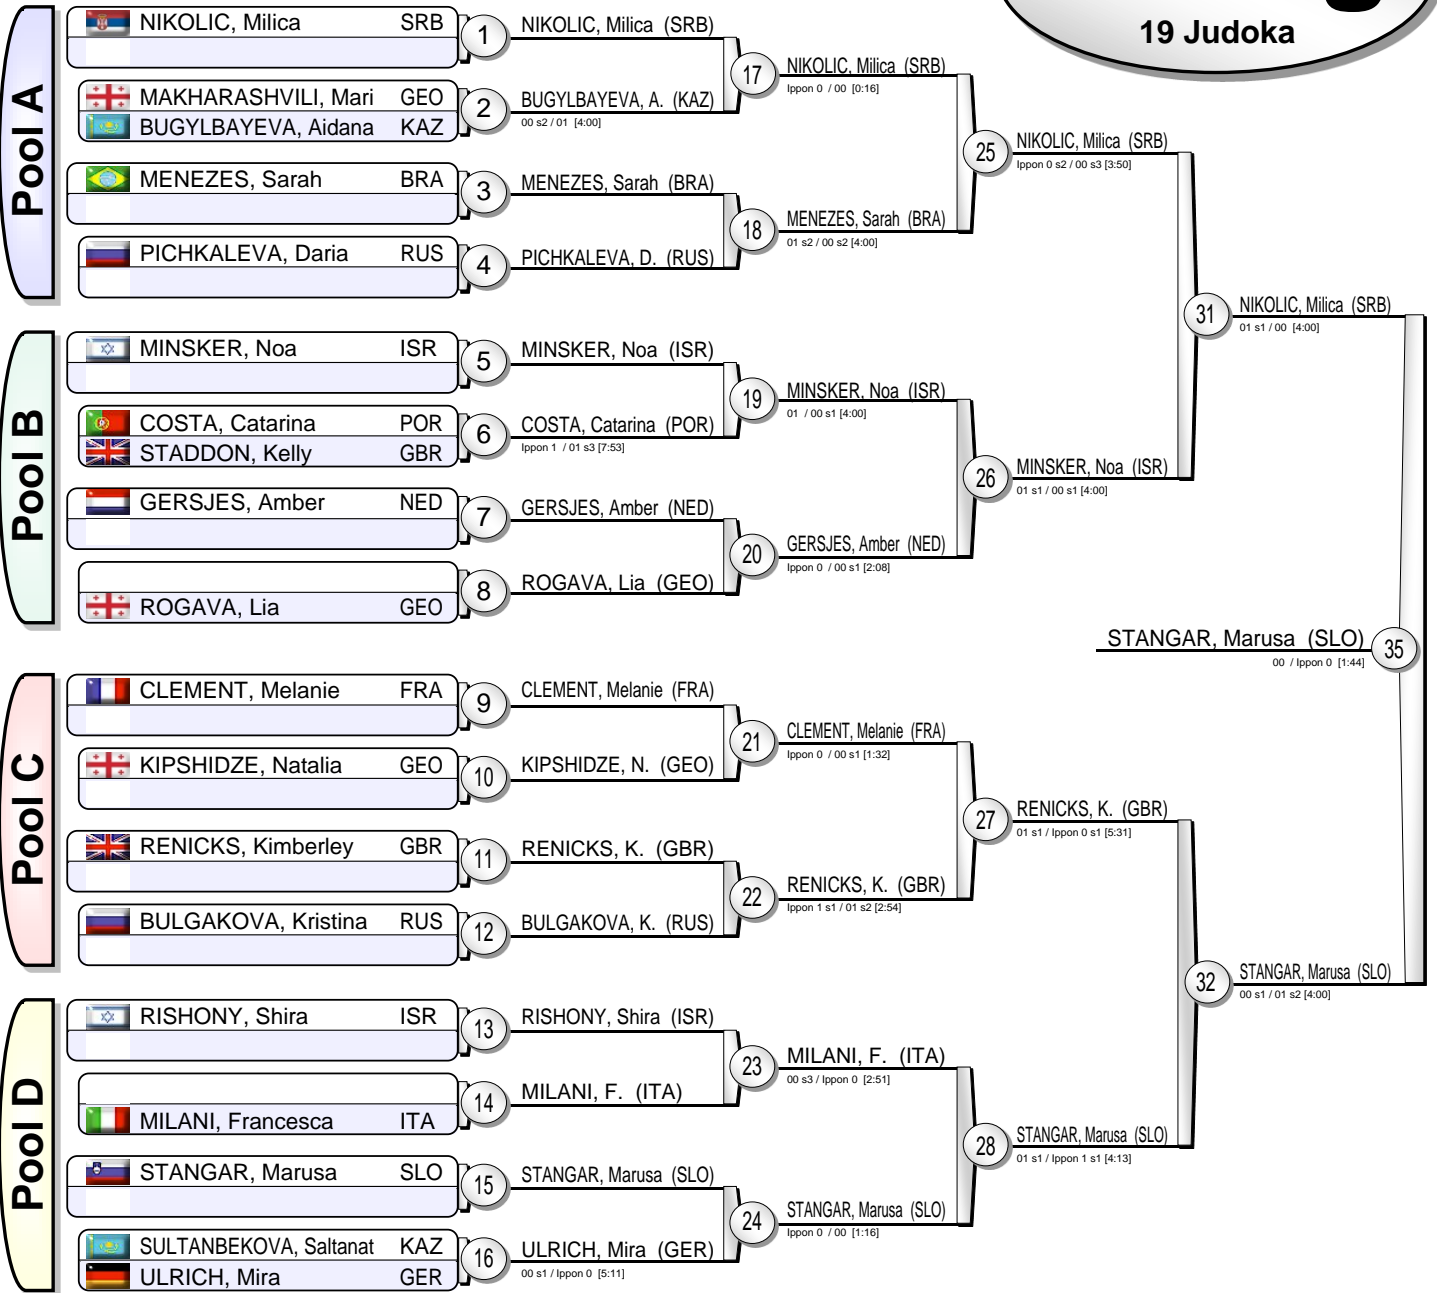 19 Judoka
Pool A
NIKOLIC, Milica SRB
1
MAKHARASHVILI, Mari GEO
BUGYLBAYEVA, Aidana KAZ
2
MENEZES, Sarah BRA
3
PICHKALEVA, Daria RUS
4
Pool B
MINSKER, Noa ISR
5
COSTA, Catarina POR
STADDON, Kelly GBR
6
GERSJES, Amber NED
7
ROGAVA, Lia GEO
8
Pool C
CLEMENT, Melanie FRA
9
KIPSHIDZE, Natalia GEO
10
RENICKS, Kimberley GBR
11
BULGAKOVA, Kristina RUS
12
Pool D
RISHONY, Shira ISR
13
MILANI, Francesca ITA
14
STANGAR, Marusa SLO
15
SULTANBEKOVA, Saltanat KAZ
ULRICH, Mira GER
16
NIKOLIC, Milica (SRB)
17
BUGYLBAYEVA, A. (KAZ)
00 s2 / 01 [4:00]
MENEZES, Sarah (BRA)
18
PICHKALEVA, D. (RUS)
MINSKER, Noa (ISR)
19
COSTA, Catarina (POR)
Ippon 1 / 01 s3 [7:53]
GERSJES, Amber (NED)
20
ROGAVA, Lia (GEO)
CLEMENT, Melanie (FRA)
21
KIPSHIDZE, N. (GEO)
RENICKS, K. (GBR)
22
BULGAKOVA, K. (RUS)
RISHONY, Shira (ISR)
23
MILANI, F. (ITA)
STANGAR, Marusa (SLO)
24
ULRICH, Mira (GER)
00 s1 / Ippon 0 [5:11]
NIKOLIC, Milica (SRB)
Ippon 0 / 00 [0:16]
25
MENEZES, Sarah (BRA)
01 s2 / 00 s2 [4:00]
MINSKER, Noa (ISR)
01 / 00 s1 [4:00]
26
GERSJES, Amber (NED)
Ippon 0 / 00 s1 [2:08]
CLEMENT, Melanie (FRA)
Ippon 0 / 00 s1 [1:32]
27
RENICKS, K. (GBR)
Ippon 1 s1 / 01 s2 [2:54]
MILANI, F. (ITA)
00 s3 / Ippon 0 [2:51]
28
STANGAR, Marusa (SLO)
Ippon 0 / 00 [1:16]
NIKOLIC, Milica (SRB)
Ippon 0 s2 / 00 s3 [3:50]
31
MINSKER, Noa (ISR)
01 s1 / 00 s1 [4:00]
RENICKS, K. (GBR)
01 s1 / Ippon 0 s1 [5:31]
32
STANGAR, Marusa (SLO)
01 s1 / Ippon 1 s1 [4:13]
NIKOLIC, Milica (SRB)
01 s1 / 00 [4:00]
STANGAR, Marusa (SLO)
00 / Ippon 0 [1:44]
35
STANGAR, Marusa (SLO)
00 s1 / 01 s2 [4:00]